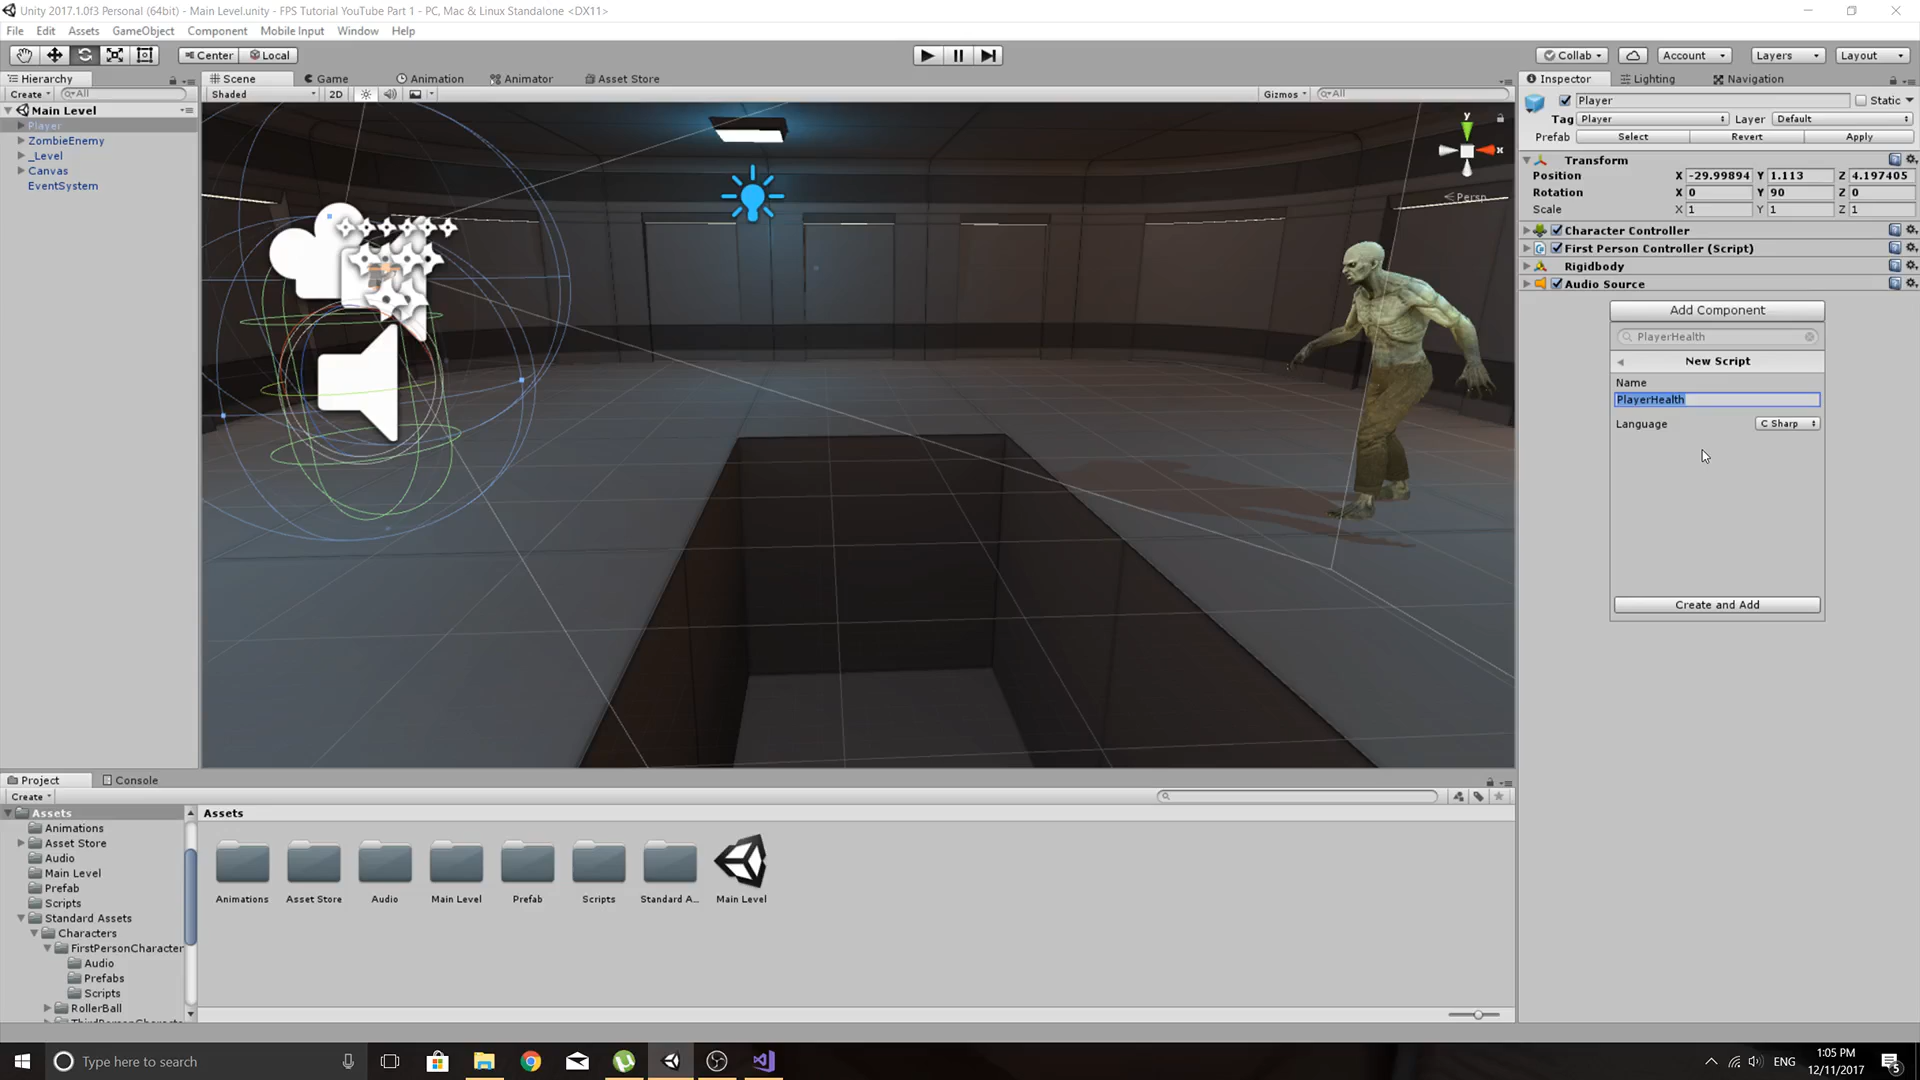 Unity 2017.1.0f3 Personal (64bit) - Main Level.unity - FPS Tutorial YouTube Part 1 - PC, Mac & Linux Standalone <DX11>
File Edit Assets GameObject Component Mobile Input Window Help
Center Local Collab Account Layers Layout
Hierarchy Scene Game Animation Animator Asset Store Inspector Lighting Navigation
Create All Shaded 2D Gizmos All
Player Static
Main Level
Tag Player Layer Default
Player
Prefab Select Revert Apply
ZombieEnemy
_Level
Canvas
EventSystem
y
x
Persp
Transform
Position X -29.99894 Y 1.113 Z 4.197405
Rotation X 0 Y 90 Z 0
Scale X 1 Y 1 Z 1
Character Controller
First Person Controller (Script)
Rigidbody
Audio Source
Add Component
PlayerHealth
New Script
Name
PlayerHealth
Language C Sharp
Create and Add
Project Console
Create
Assets
Animations
Asset Store
Audio
Main Level
Prefab
Scripts
Standard Assets
Characters
FirstPersonCharacter
Audio
Prefabs
Scripts
RollerBall
Assets
Animations Asset Store Audio Main Level Prefab Scripts Standard A... Main Level
Type here to search
ENG
1:05 PM
12/11/2017
5